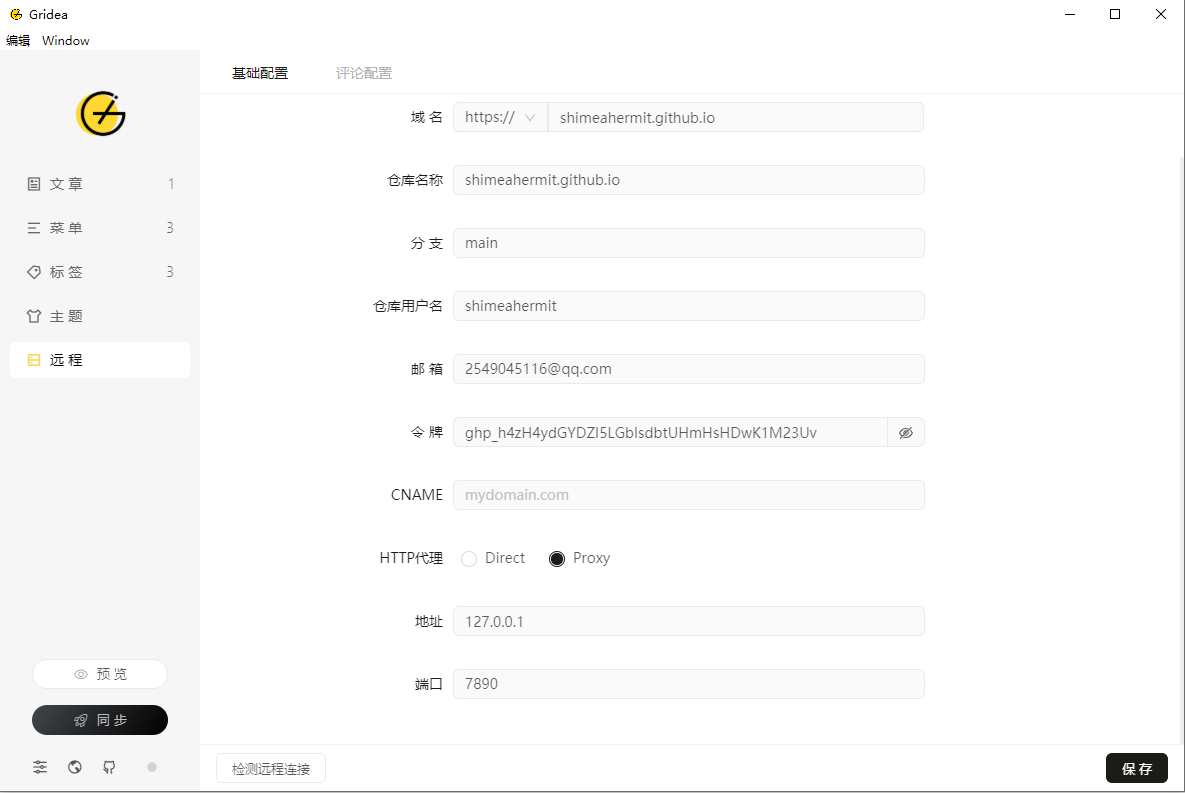 Gridea
编辑 Window
基础配置 评论配置
域 名 https:// shimeahermit.github.io
文 章 1
仓库名称 shimeahermit.github.io
菜 单 3
分 支 main
标 签 3
仓库用户名 shimeahermit
主 题
远 程
邮 箱 2549045116@qq.com
令 牌 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
CNAME mydomain.com
HTTP代理 Direct Proxy
地址 127.0.0.1
端口 7890
预 览
同 步
检测远程连接 保 存